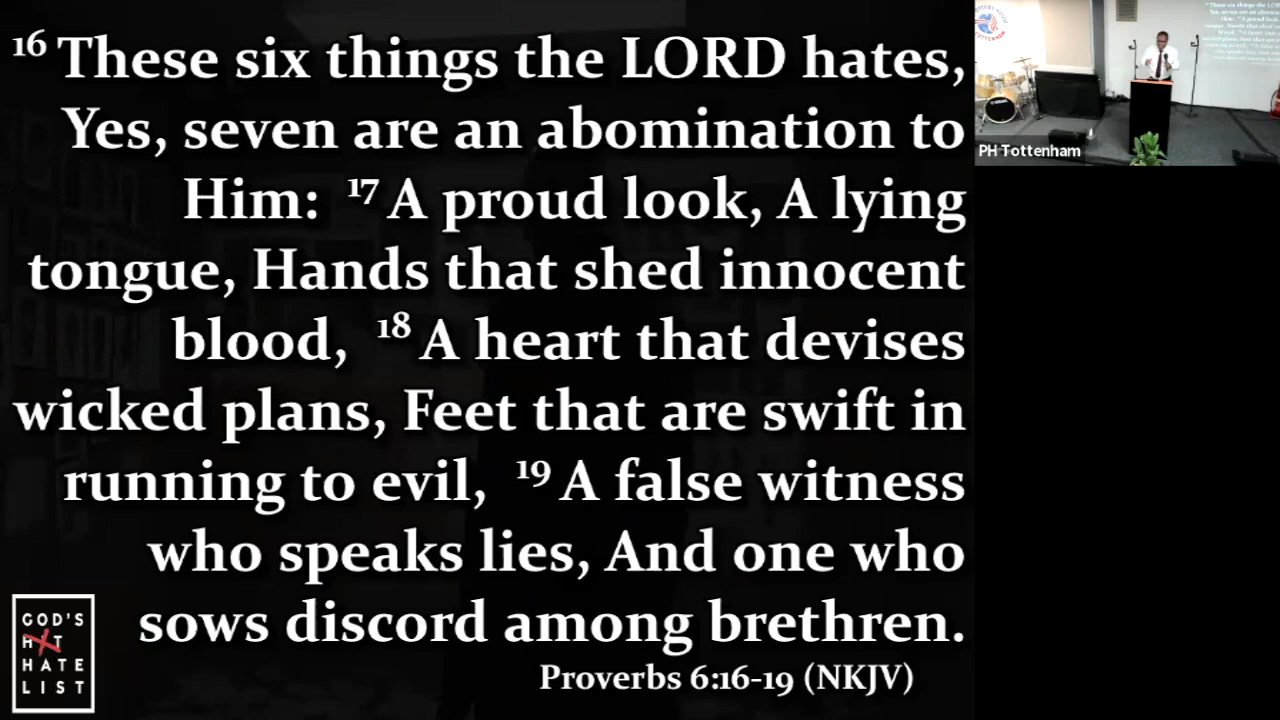 16 These six things the LORD hates,
Yes, seven are an abomination to
Him: 17 A proud look, A lying
tongue, Hands that shed innocent
blood, 18 A heart that devises
wicked plans, Feet that are swift in
running to evil, 19 A false witness
who speaks lies, And one who
sows discord among brethren.
Proverbs 6:16-19 (NKJV)
GOD'S
HIT
HATE
LIST
PH Tottenham